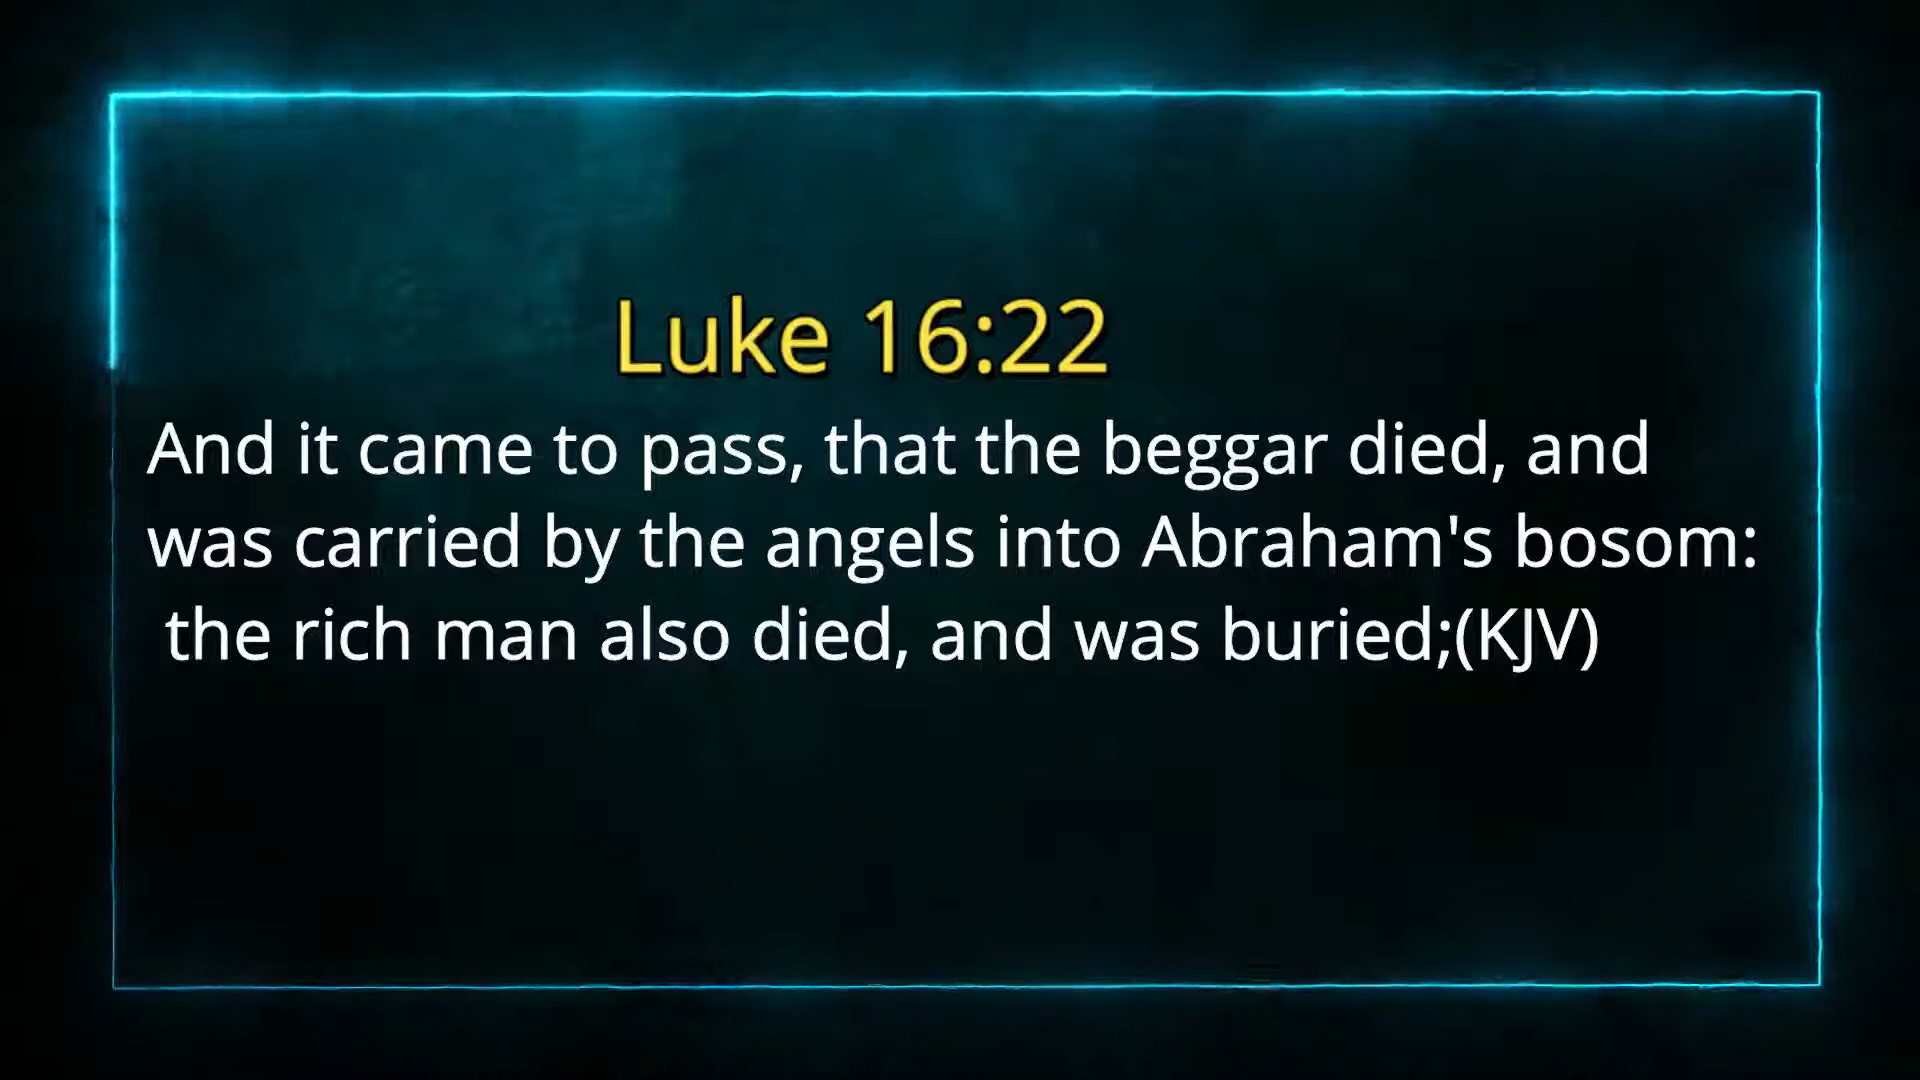 Luke 16:22
And it came to pass, that the beggar died, and
was carried by the angels into Abraham's bosom:
the rich man also died, and was buried;(KJV)